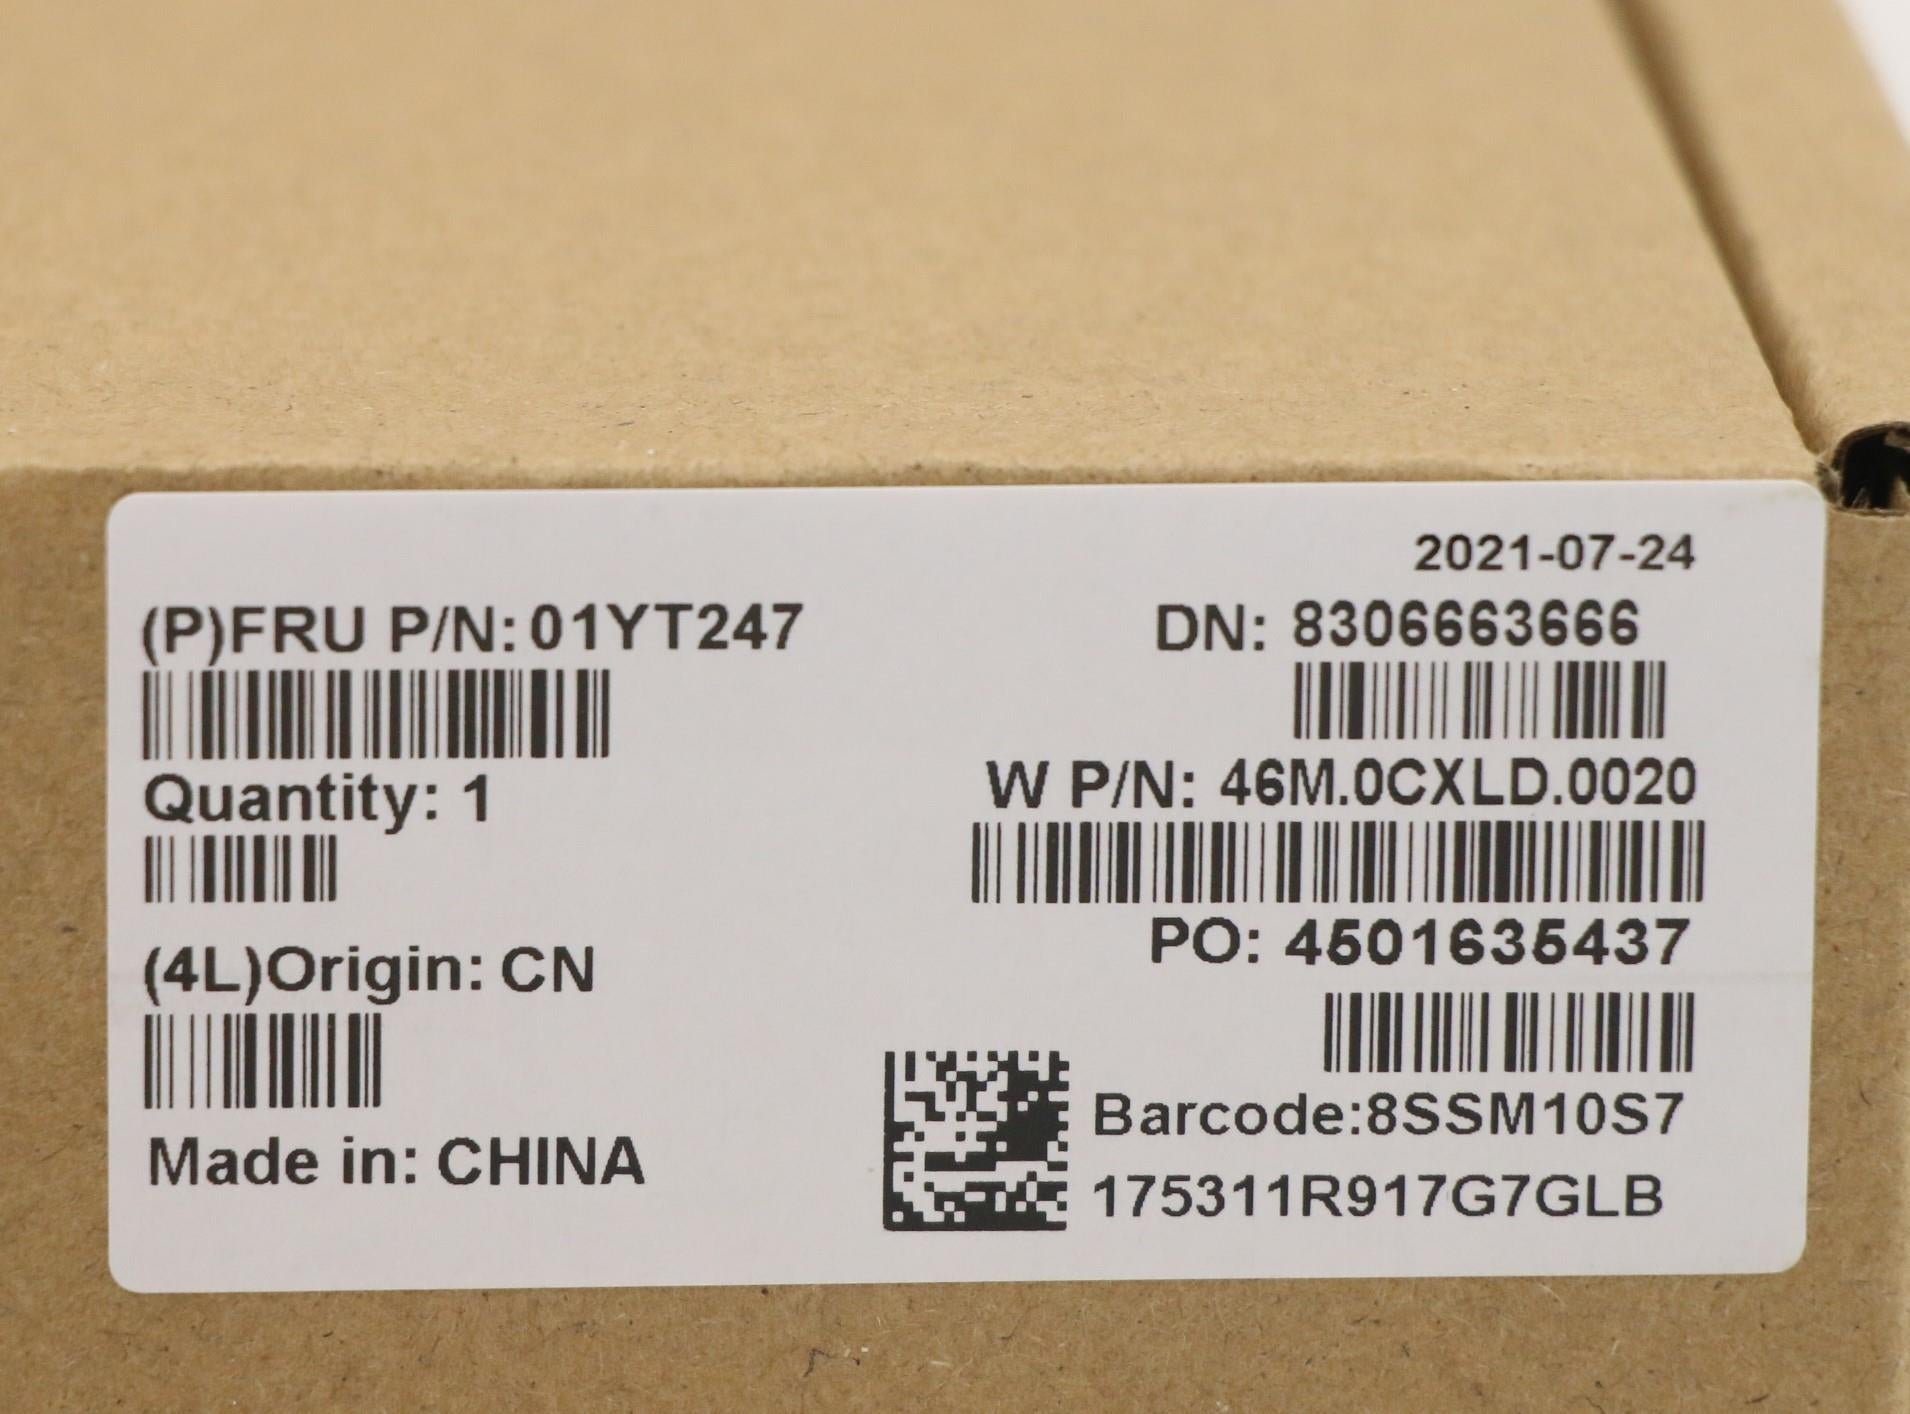 2021-07-24
(P)FRU P/N: 01YT247
DN: 8306663666
Quantity: 1
W P/N: 46M.0CXLD.0020
(4L)Origin: CN
PO: 4501635437
Made in: CHINA
Barcode:8SSM10S7
175311R917G7GLB